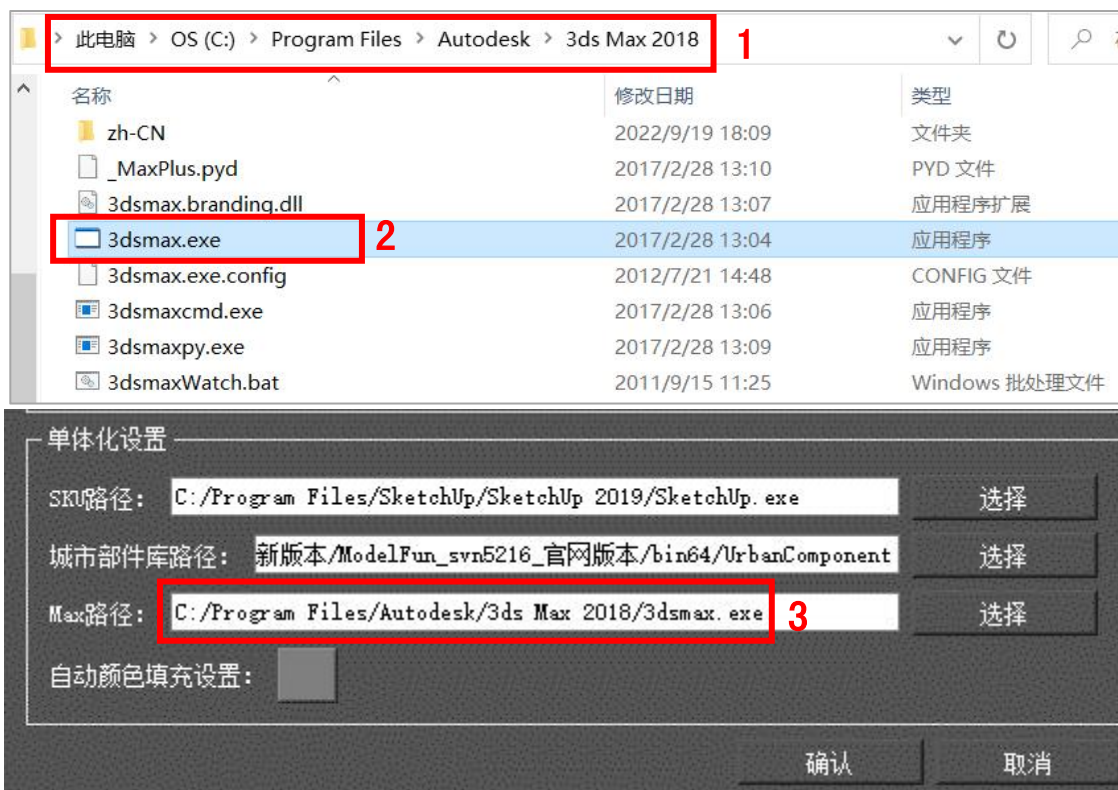 此电脑 > OS (C:) > Program Files > Autodesk > 3ds Max 2018 1
名称 修改日期 类型
zh-CN 2022/9/19 18:09 文件夹
_MaxPlus.pyd 2017/2/28 13:10 PYD 文件
3dsmax.branding.dll 2017/2/28 13:07 应用程序扩展
3dsmax.exe 2 2017/2/28 13:04 应用程序
3dsmax.exe.config 2012/7/21 14:48 CONFIG 文件
3dsmaxcmd.exe 2017/2/28 13:06 应用程序
3dsmaxpy.exe 2017/2/28 13:09 应用程序
3dsmaxWatch.bat 2011/9/15 11:25 Windows 批处理文件
单体化设置
SKU路径： C:/Program Files/SketchUp/SketchUp 2019/SketchUp.exe 选择
城市部件库路径： 新版本/ModelFun_svn5216_官网版本/bin64/UrbanComponent 选择
Max路径： C:/Program Files/Autodesk/3ds Max 2018/3dsmax.exe 3 选择
自动颜色填充设置：
确认 取消